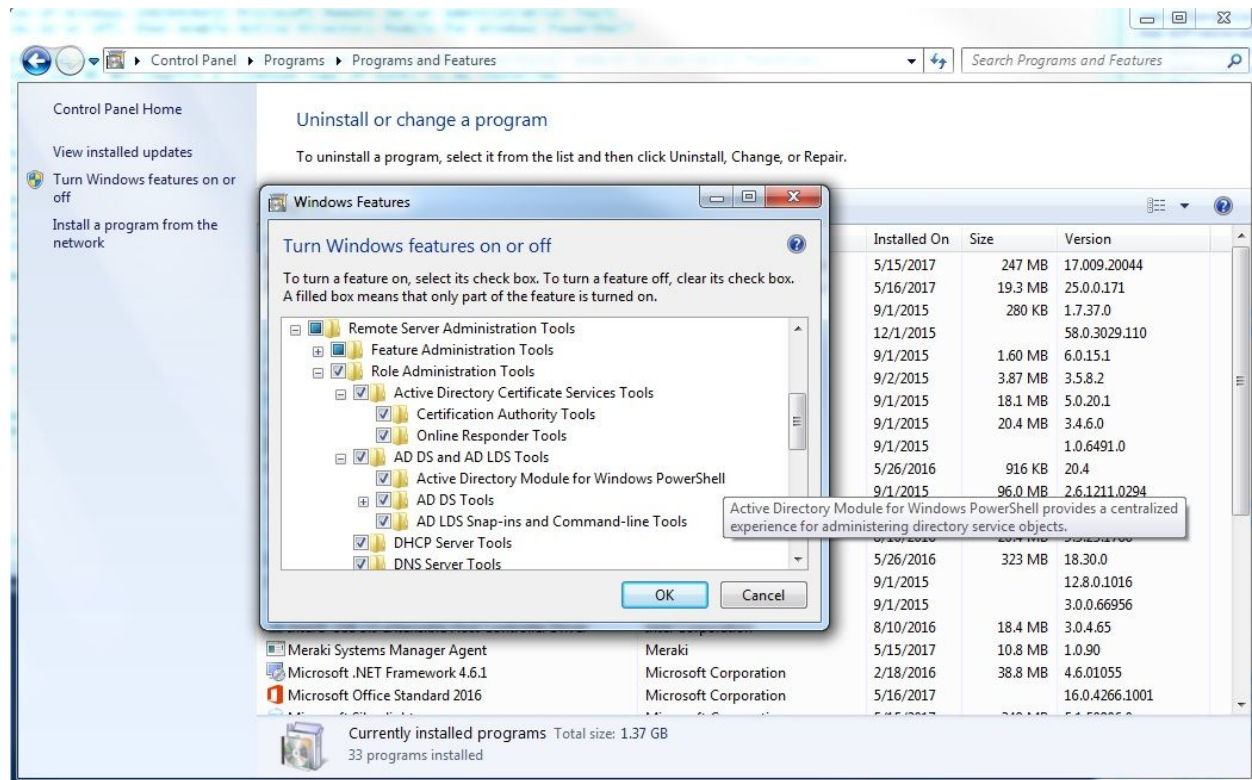 Control Panel ▸ Programs ▸ Programs and Features
Search Programs and Features
Control Panel Home
View installed updates
Turn Windows features on or
off
Install a program from the
network
Uninstall or change a program
To uninstall a program, select it from the list and then click Uninstall, Change, or Repair.
Windows Features
Turn Windows features on or off
To turn a feature on, select its check box. To turn a feature off, clear its check box.
A filled box means that only part of the feature is turned on.
Remote Server Administration Tools
Feature Administration Tools
Role Administration Tools
Active Directory Certificate Services Tools
Certification Authority Tools
Online Responder Tools
AD DS and AD LDS Tools
Active Directory Module for Windows PowerShell
AD DS Tools
AD LDS Snap-ins and Command-line Tools
DHCP Server Tools
DNS Server Tools
OK Cancel
Active Directory Module for Windows PowerShell provides a centralized
experience for administering directory service objects.
Installed On Size Version
5/15/2017 247 MB 17.009.20044
5/16/2017 19.3 MB 25.0.0.171
9/1/2015 280 KB 1.7.37.0
12/1/2015 58.0.3029.110
9/1/2015 1.60 MB 6.0.15.1
9/2/2015 3.87 MB 3.5.8.2
9/1/2015 18.1 MB 5.0.20.1
9/1/2015 20.4 MB 3.4.6.0
9/1/2015 1.0.6491.0
5/26/2016 916 KB 20.4
9/1/2015 96.0 MB 2.6.1211.0294
5/26/2016 323 MB 18.30.0
9/1/2015 12.8.0.1016
9/1/2015 3.0.0.66956
8/10/2016 18.4 MB 3.0.4.65
Meraki Systems Manager Agent Meraki 5/15/2017 10.8 MB 1.0.90
Microsoft .NET Framework 4.6.1 Microsoft Corporation 2/18/2016 38.8 MB 4.6.01055
Microsoft Office Standard 2016 Microsoft Corporation 5/16/2017 16.0.4266.1001
Currently installed programs Total size: 1.37 GB
33 programs installed